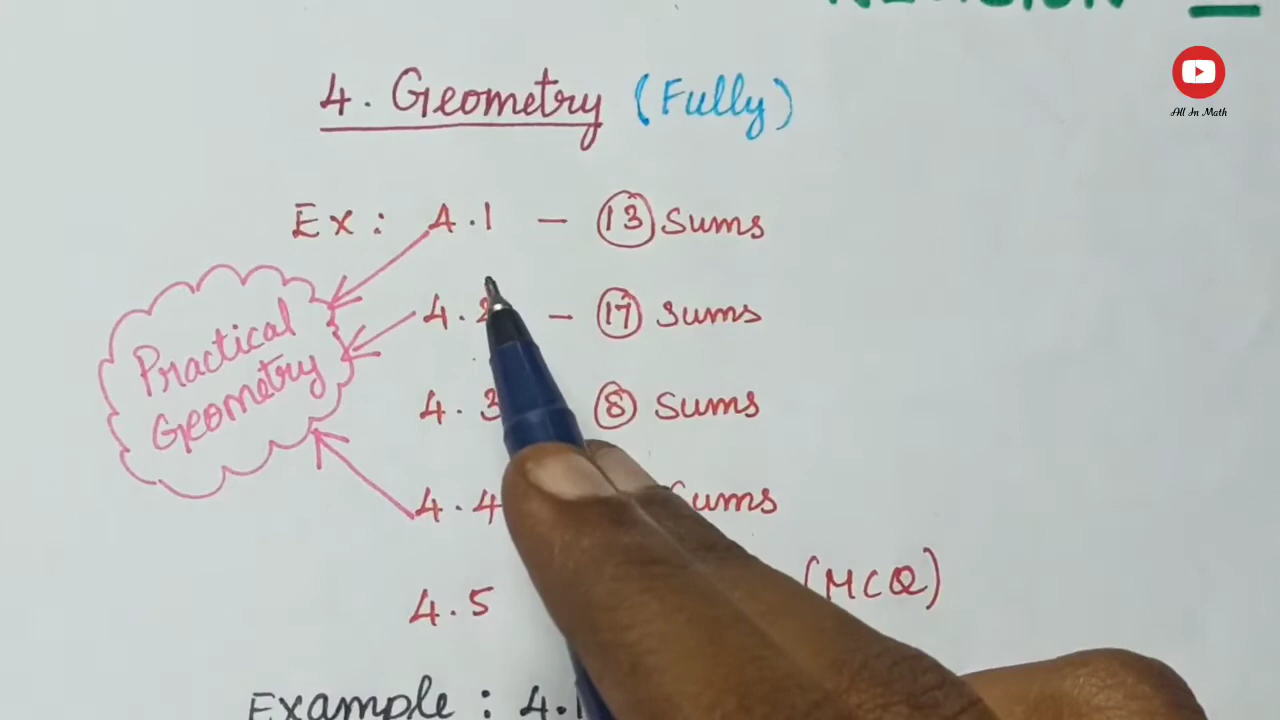 4. Geometry (Fully)
All In Math
Ex: 4.1 - 13 Sums
4.2 - 17 Sums
Practical
Geometry
4.3 8 Sums
4.4 Sums
4.5 (MCQ)
Example : 4.1